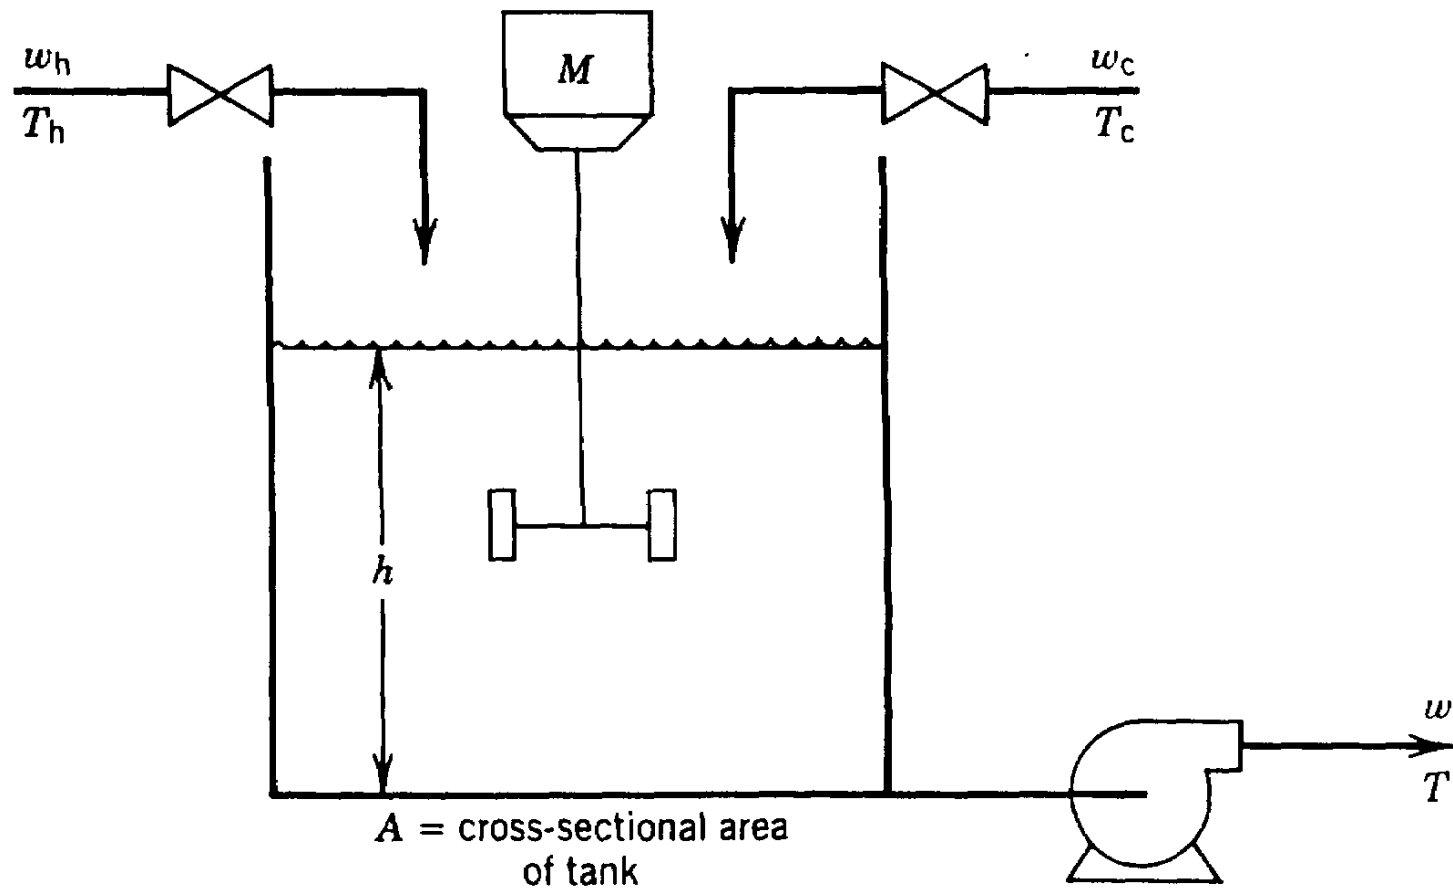 w_h
T_h
M
w_c
T_c
h
w
T
A = cross-sectional area
of tank